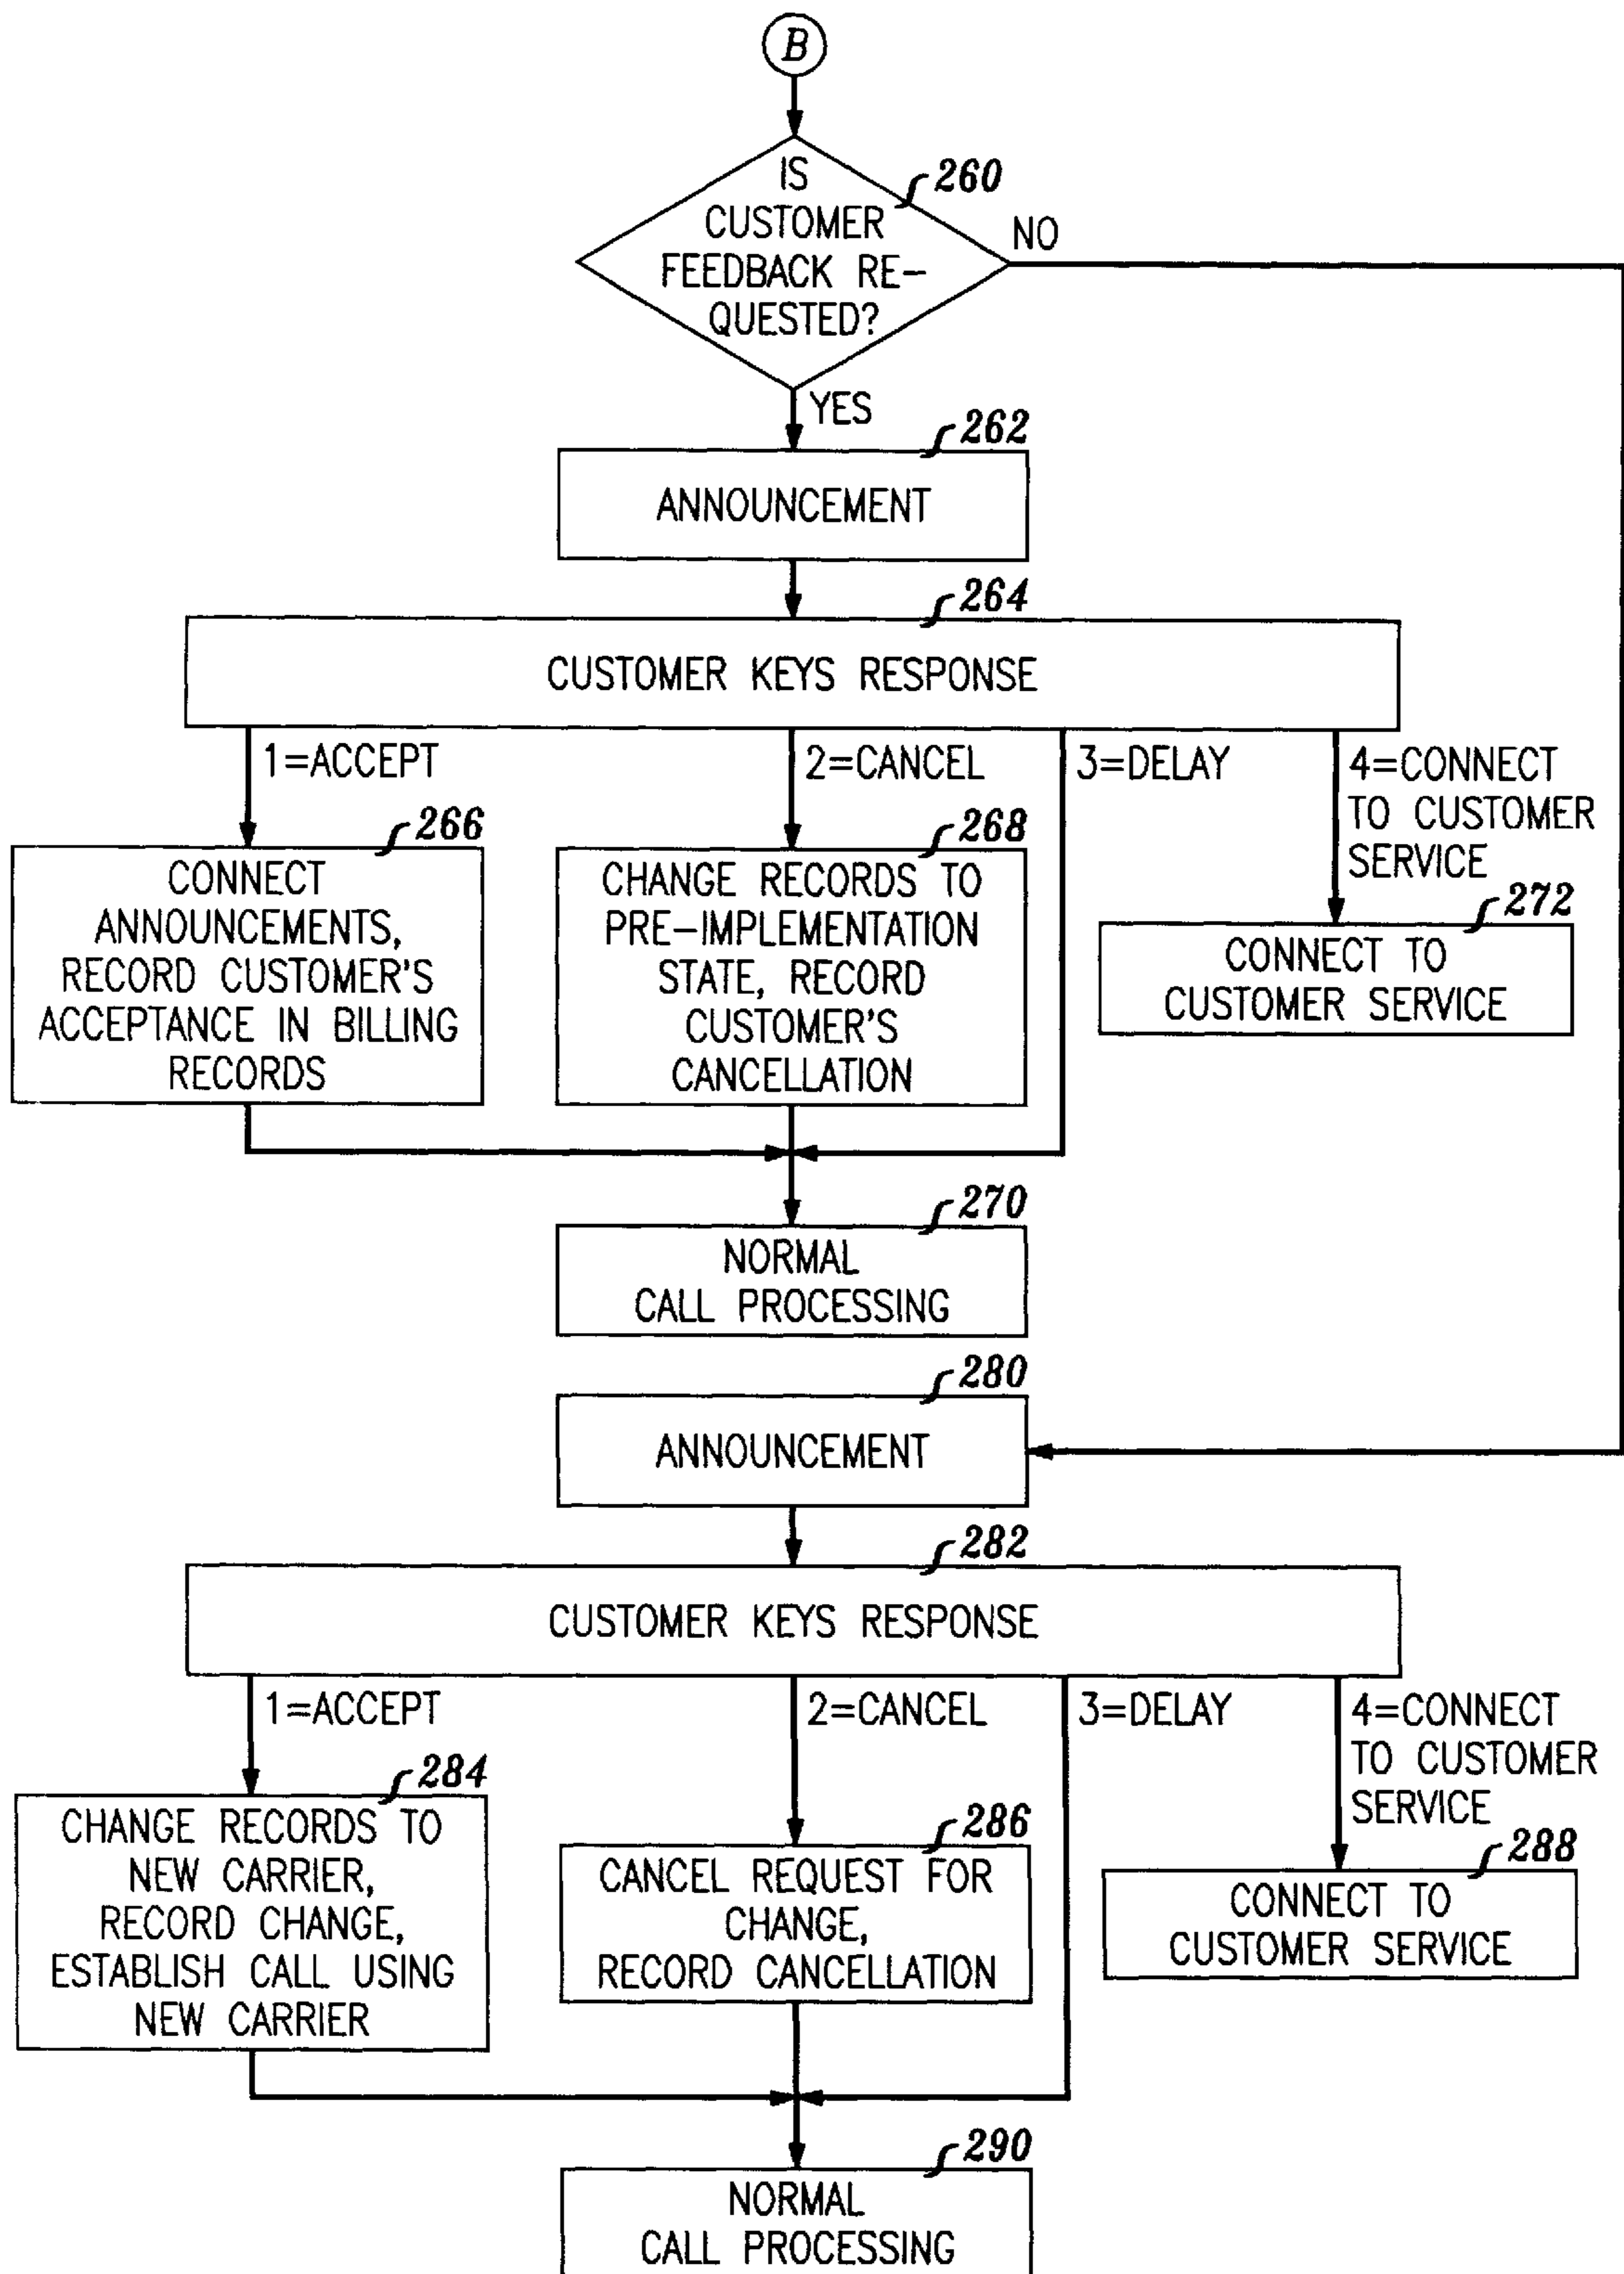 B
IS
CUSTOMER
FEEDBACK RE-
QUESTED?
260
NO
YES
262
ANNOUNCEMENT
264
CUSTOMER KEYS RESPONSE
1=ACCEPT
2=CANCEL
3=DELAY
4=CONNECT
TO CUSTOMER
SERVICE
266
CONNECT
ANNOUNCEMENTS,
RECORD CUSTOMER'S
ACCEPTANCE IN BILLING
RECORDS
268
CHANGE RECORDS TO
PRE-IMPLEMENTATION
STATE, RECORD
CUSTOMER'S
CANCELLATION
272
CONNECT TO
CUSTOMER SERVICE
270
NORMAL
CALL PROCESSING
280
ANNOUNCEMENT
282
CUSTOMER KEYS RESPONSE
1=ACCEPT
2=CANCEL
3=DELAY
4=CONNECT
TO CUSTOMER
SERVICE
284
CHANGE RECORDS TO
NEW CARRIER,
RECORD CHANGE,
ESTABLISH CALL USING
NEW CARRIER
286
CANCEL REQUEST FOR
CHANGE,
RECORD CANCELLATION
288
CONNECT TO
CUSTOMER SERVICE
290
NORMAL
CALL PROCESSING